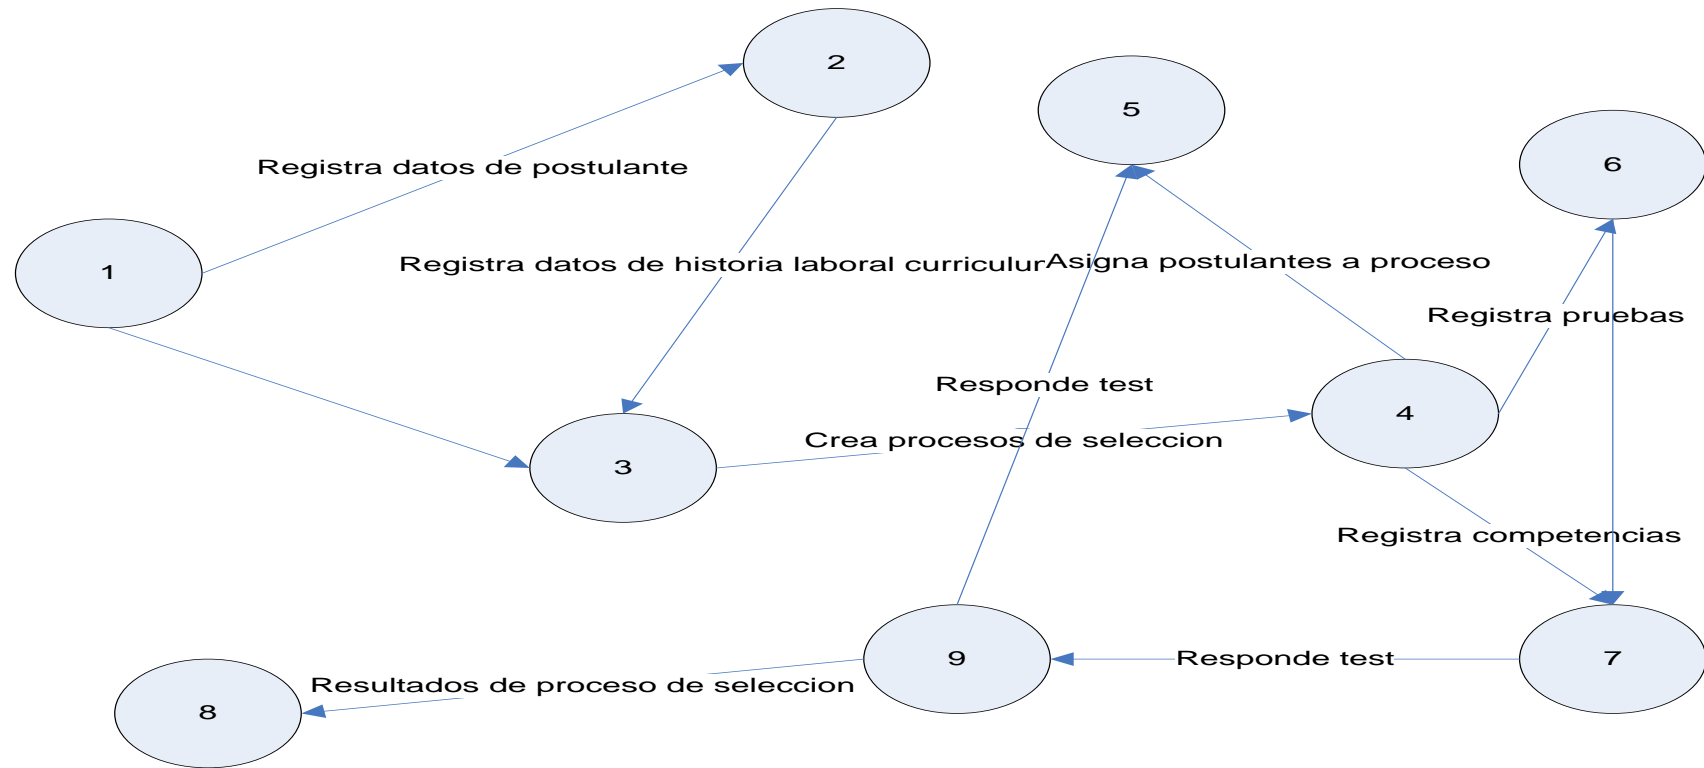 2
5
6
Registra datos de postulante
1
Registra datos de historia laboral curriculur
Asigna postulantes a proceso
Registra pruebas
Responde test
4
Crea procesos de seleccion
3
Registra competencias
9
Responde test
7
Resultados de proceso de seleccion
8